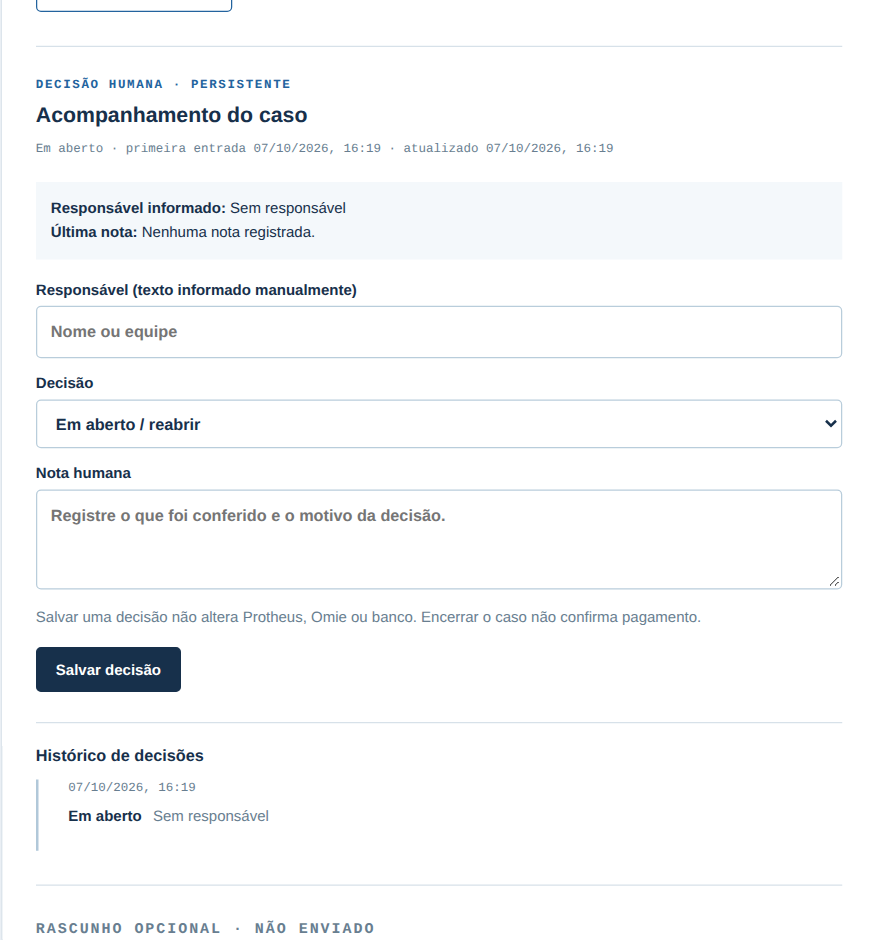 DECISÃO HUMANA · PERSISTENTE
Acompanhamento do caso
Em aberto · primeira entrada 07/10/2026, 16:19 · atualizado 07/10/2026, 16:19
Responsável informado: Sem responsável
Última nota: Nenhuma nota registrada.
Responsável (texto informado manualmente)
Nome ou equipe
Decisão
Em aberto / reabrir
Nota humana
Registre o que foi conferido e o motivo da decisão.
Salvar uma decisão não altera Protheus, Omie ou banco. Encerrar o caso não confirma pagamento.
Salvar decisão
Histórico de decisões
07/10/2026, 16:19
Em aberto Sem responsável
RASCUNHO OPCIONAL · NÃO ENVIADO